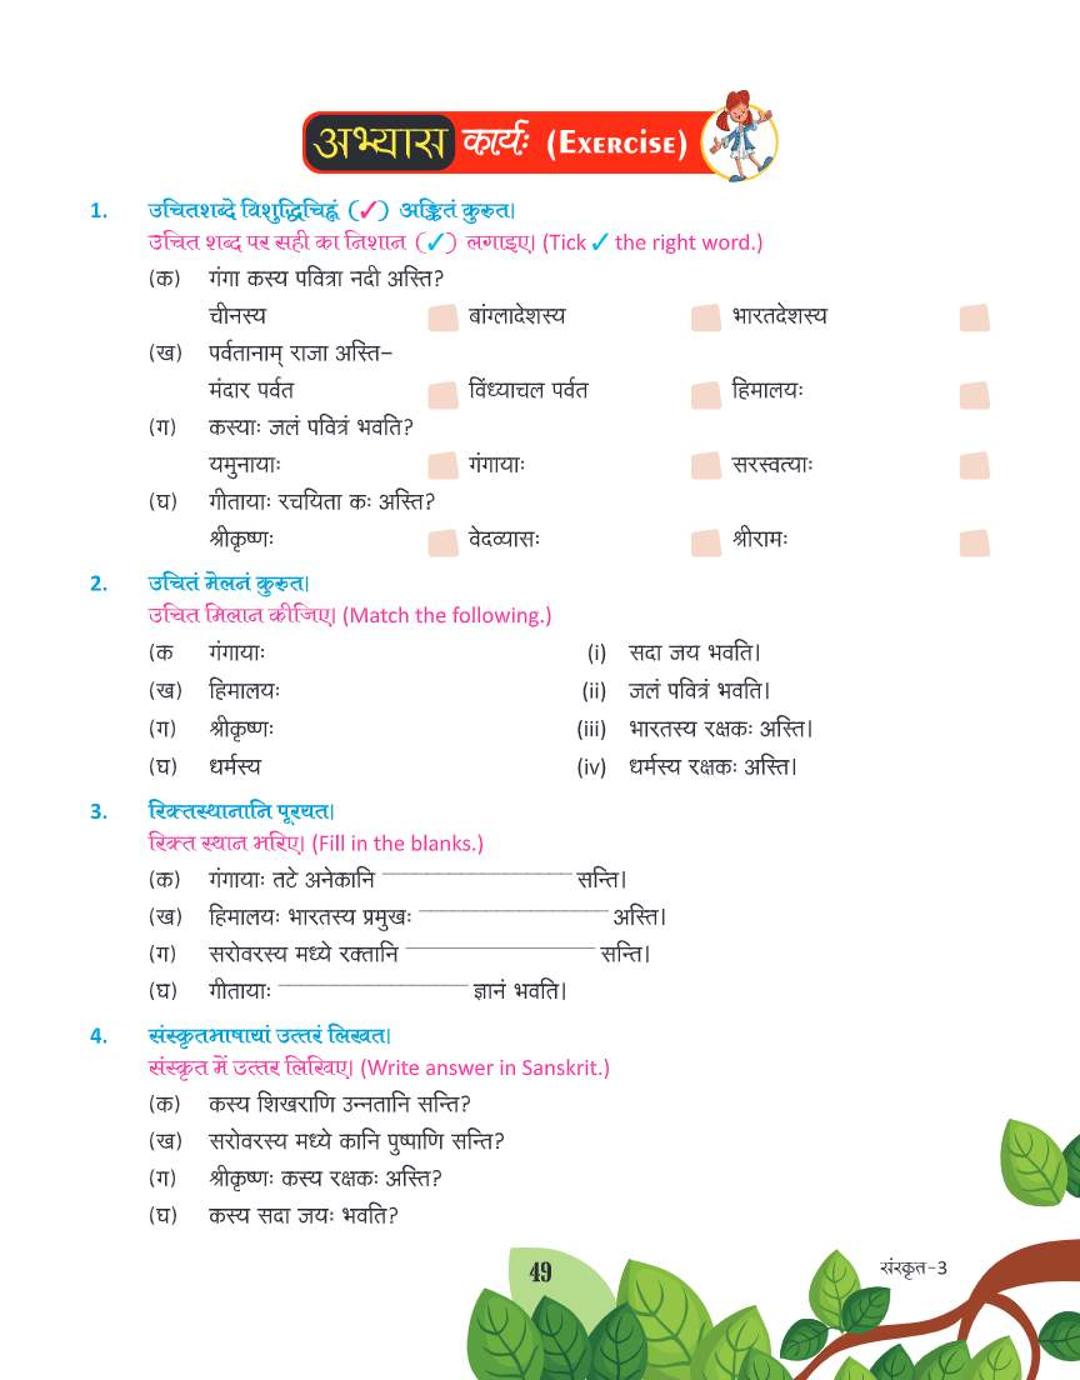 अभ्यास कार्यः (Exercise)
1. उचितशब्दे विशुद्धिचिह्नं (✓) अङ्कितं कुरुत।
उचित शब्द पर सही का निशान (✓) लगाइए। (Tick ✓ the right word.)
(क) गंगा कस्य पवित्रा नदी अस्ति?
चीनस्य बांग्लादेशस्य भारतदेशस्य
(ख) पर्वतानाम् राजा अस्ति–
मंदार पर्वत विंध्याचल पर्वत हिमालयः
(ग) कस्याः जलं पवित्रं भवति?
यमुनायाः गंगायाः सरस्वत्याः
(घ) गीतायाः रचयिता कः अस्ति?
श्रीकृष्णः वेदव्यासः श्रीरामः
2. उचितं मेलनं कुरुत।
उचित मिलान कीजिए। (Match the following.)
(क गंगायाः (i) सदा जय भवति।
(ख) हिमालयः (ii) जलं पवित्रं भवति।
(ग) श्रीकृष्णः (iii) भारतस्य रक्षकः अस्ति।
(घ) धर्मस्य (iv) धर्मस्य रक्षकः अस्ति।
3. रिक्तस्थानानि पूरयत।
रिक्त स्थान भरिए। (Fill in the blanks.)
(क) गंगायाः तटे अनेकानि सन्ति।
(ख) हिमालयः भारतस्य प्रमुखः अस्ति।
(ग) सरोवरस्य मध्ये रक्तानि सन्ति।
(घ) गीतायाः ज्ञानं भवति।
4. संस्कृतभाषायां उत्तरं लिखत।
संस्कृत में उत्तर लिखिए। (Write answer in Sanskrit.)
(क) कस्य शिखराणि उन्नतानि सन्ति?
(ख) सरोवरस्य मध्ये कानि पुष्पाणि सन्ति?
(ग) श्रीकृष्णः कस्य रक्षकः अस्ति?
(घ) कस्य सदा जयः भवति?
49 संस्कृत–3